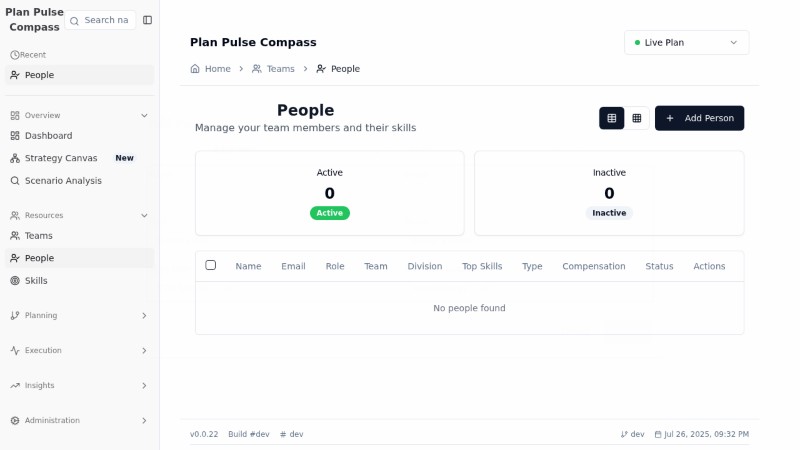 Plan Pulse
Compass
Search na
Recent
People
Overview
Dashboard
Strategy Canvas New
Scenario Analysis
Resources
Teams
People
Skills
Planning
Execution
Insights
Administration
Plan Pulse Compass
Live Plan
Home Teams People
People
Manage your team members and their skills
Add Person
Active
0
Active
Inactive
0
Inactive
Name Email Role Team Division Top Skills Type Compensation Status Actions
No people found
v0.0.22 Build #dev # dev
dev Jul 26, 2025, 09:32 PM